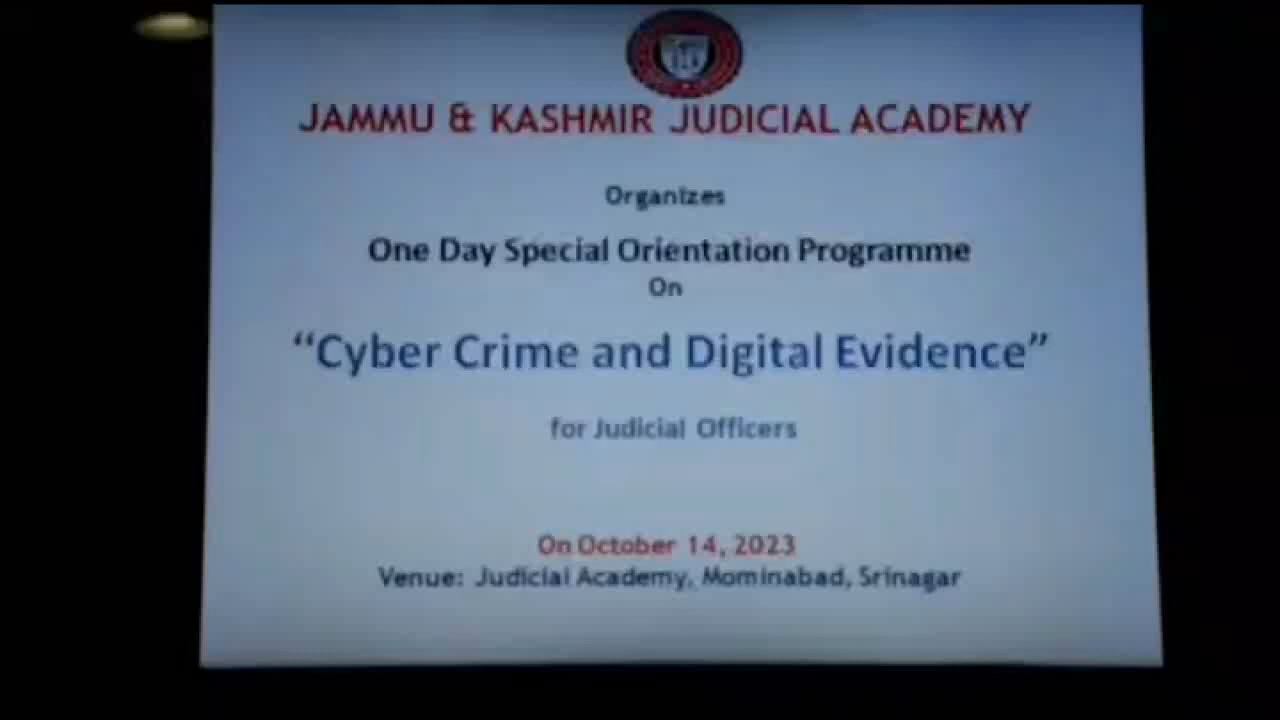 JAMMU & KASHMIR JUDICIAL ACADEMY
Organizes
One Day Special Orientation Programme
On
“Cyber Crime and Digital Evidence”
for Judicial Officers
On October 14, 2023
Venue: Judicial Academy, Mominabad, Srinagar